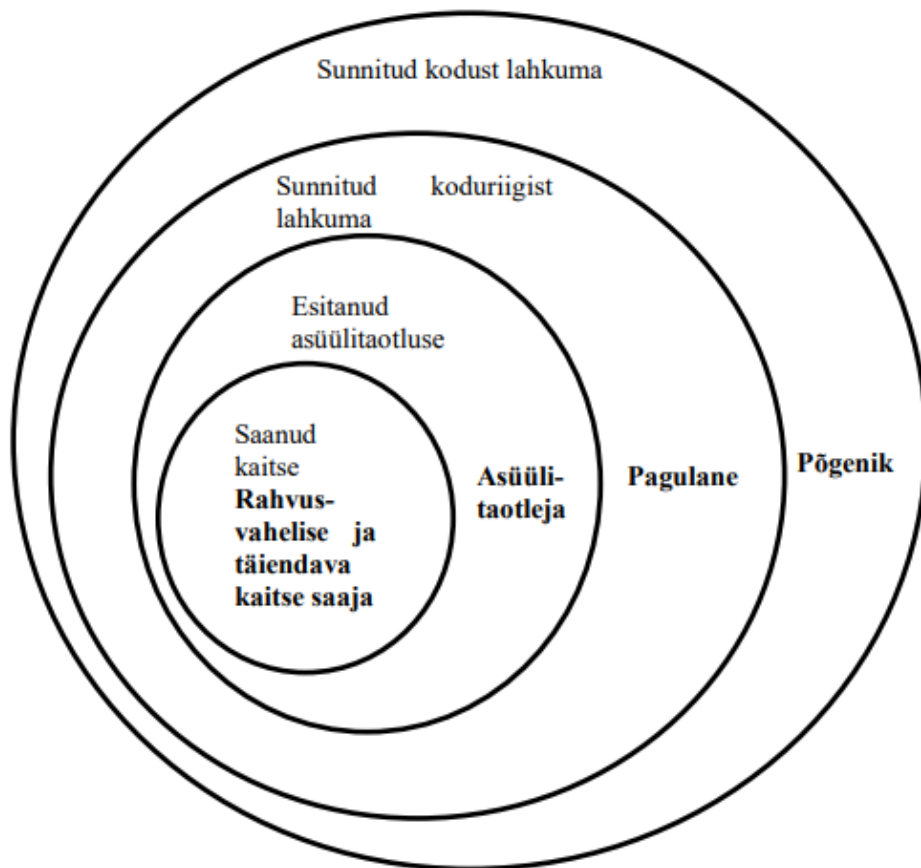 Sunnitud kodust lahkuma
Sunnitud koduriigist
lahkuma
Esitanud
asüülitaotluse
Saanud
kaitse
Rahvus-
vahelise ja
täiendava
kaitse saaja
Asüüli-
taotleja
Pagulane
Põgenik